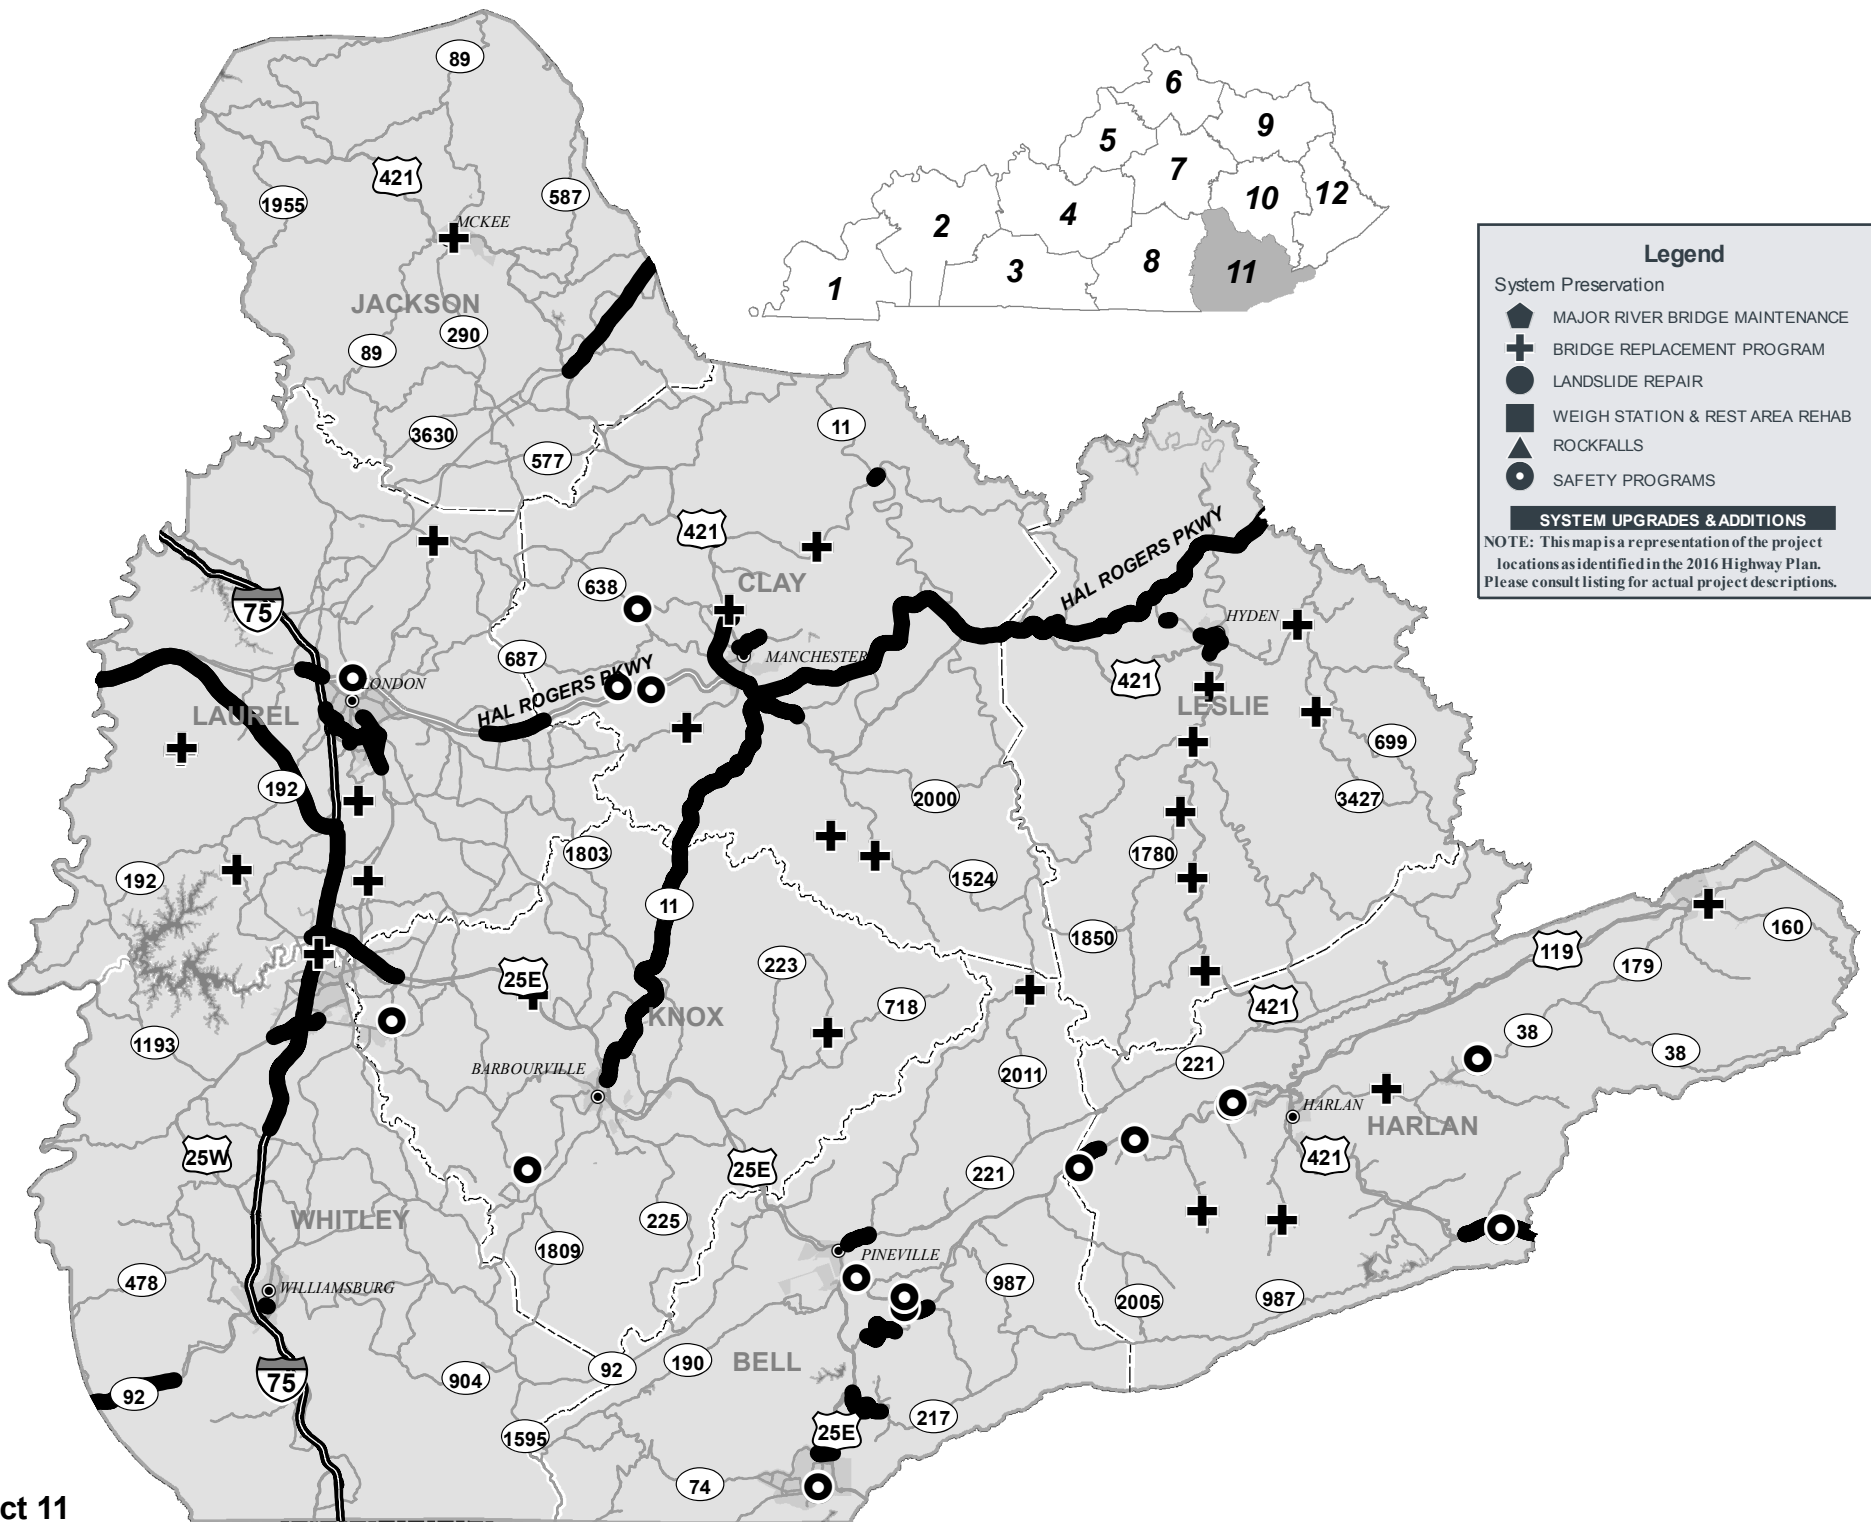 89
6
9
5
7
421
587
1955
10
12
MCKEE
4
2
11
3
8
1
JACKSON
290
89
Legend
System Preservation
MAJOR RIVER BRIDGE MAINTENANCE
BRIDGE REPLACEMENT PROGRAM
LANDSLIDE REPAIR
WEIGH STATION & REST AREA REHAB
ROCKFALLS
SAFETY PROGRAMS
SYSTEM UPGRADES & ADDITIONS
NOTE: This map is a representation of the project
locations as identified in the 2016 Highway Plan.
Please consult listing for actual project descriptions.
11
3630
577
421
HAL ROGERS PKWY
CLAY
638
75
HYDEN
687
MANCHESTER
HAL ROGERS PKWY
421
LONDON
LAUREL
LESLIE
699
192
2000
3427
1803
1780
192
1524
11
160
1850
119
223
179
25E
718
421
KNOX
38
1193
38
221
BARBOURVILLE
2011
HARLAN
HARLAN
25W
421
25E
221
WHITLEY
225
1809
PINEVILLE
478
WILLIAMSBURG
987
987
2005
BELL
190
92
75
904
92
217
25E
1595
74
ct 11